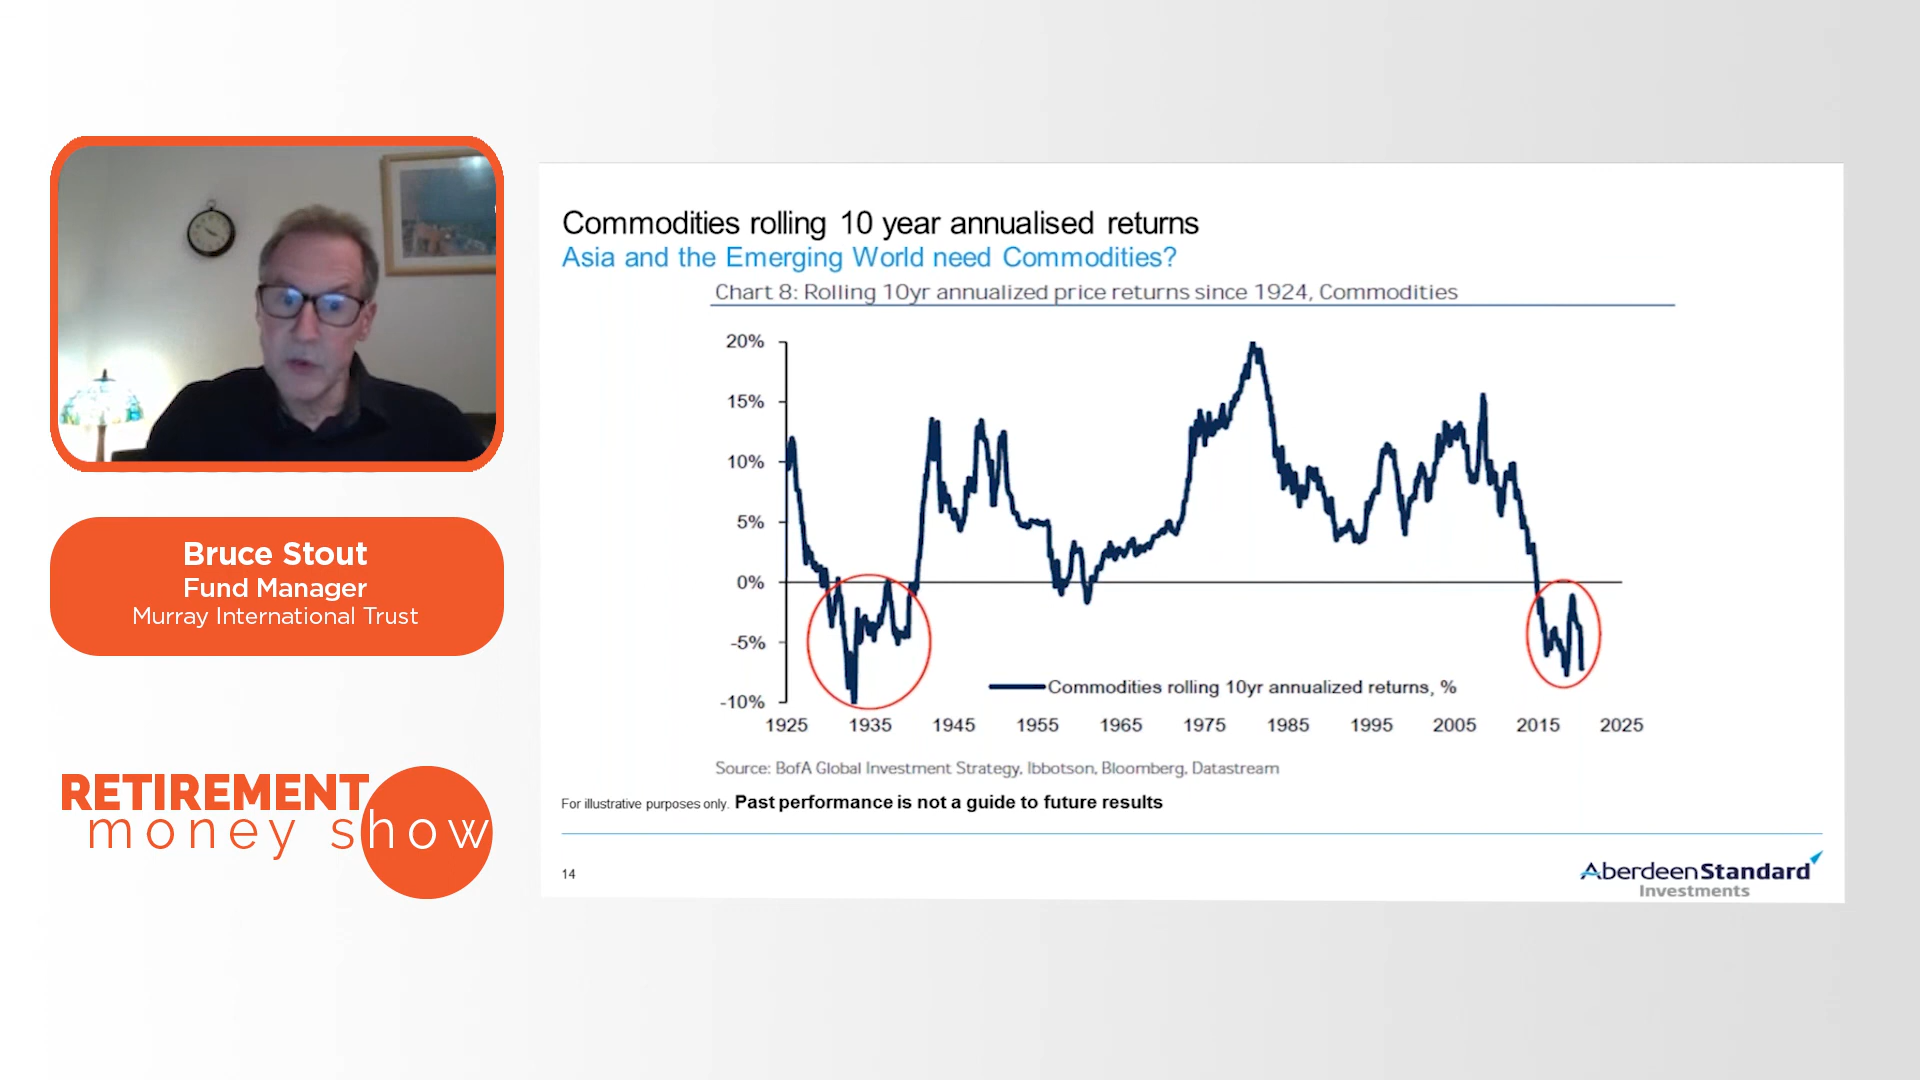 Bruce Stout
Fund Manager
Murray International Trust
RETIREMENT
money show
Commodities rolling 10 year annualised returns
Asia and the Emerging World need Commodities?
Chart 8: Rolling 10yr annualized price returns since 1924, Commodities
20%
15%
10%
5%
0%
-5%
-10%
Commodities rolling 10yr annualized returns, %
1925 1935 1945 1955 1965 1975 1985 1995 2005 2015 2025
Source: BofA Global Investment Strategy, Ibbotson, Bloomberg, Datastream
For illustrative purposes only. Past performance is not a guide to future results
14
AberdeenStandard
Investments